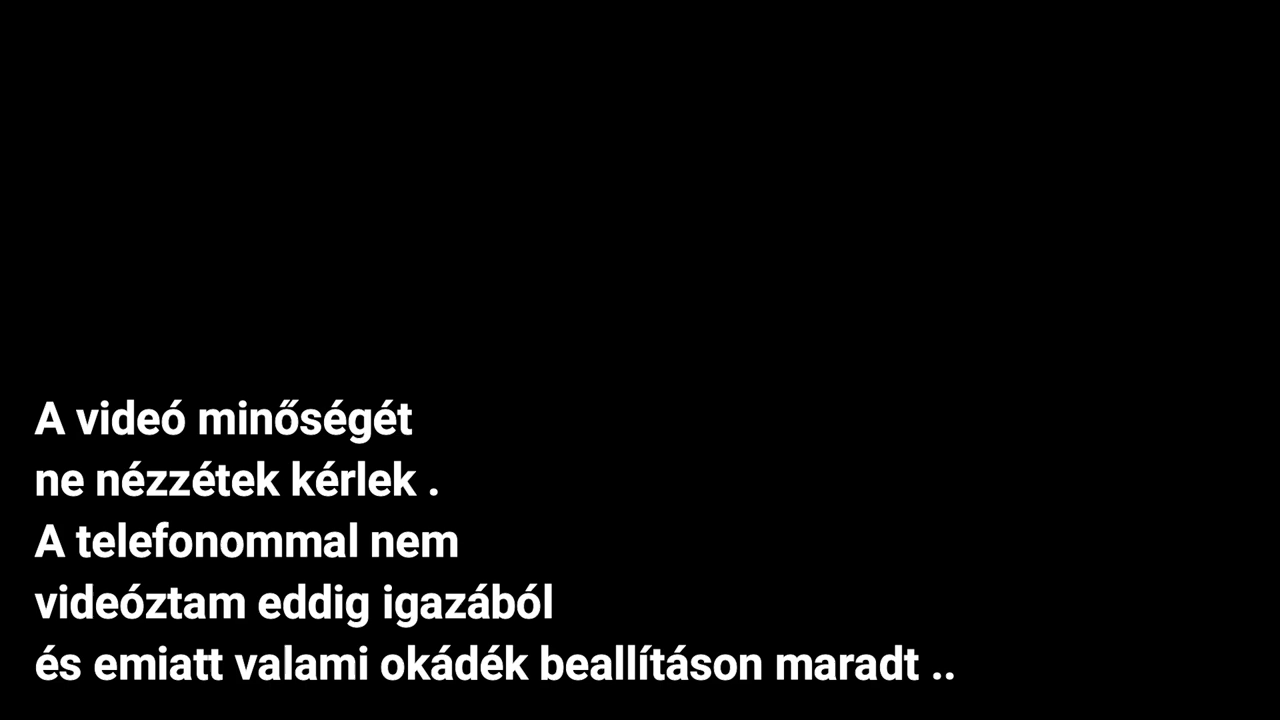 A videó minőségét
ne nézzétek kérlek .
A telefonommal nem
videóztam eddig igazából
és emiatt valami okádék beallításon maradt ..